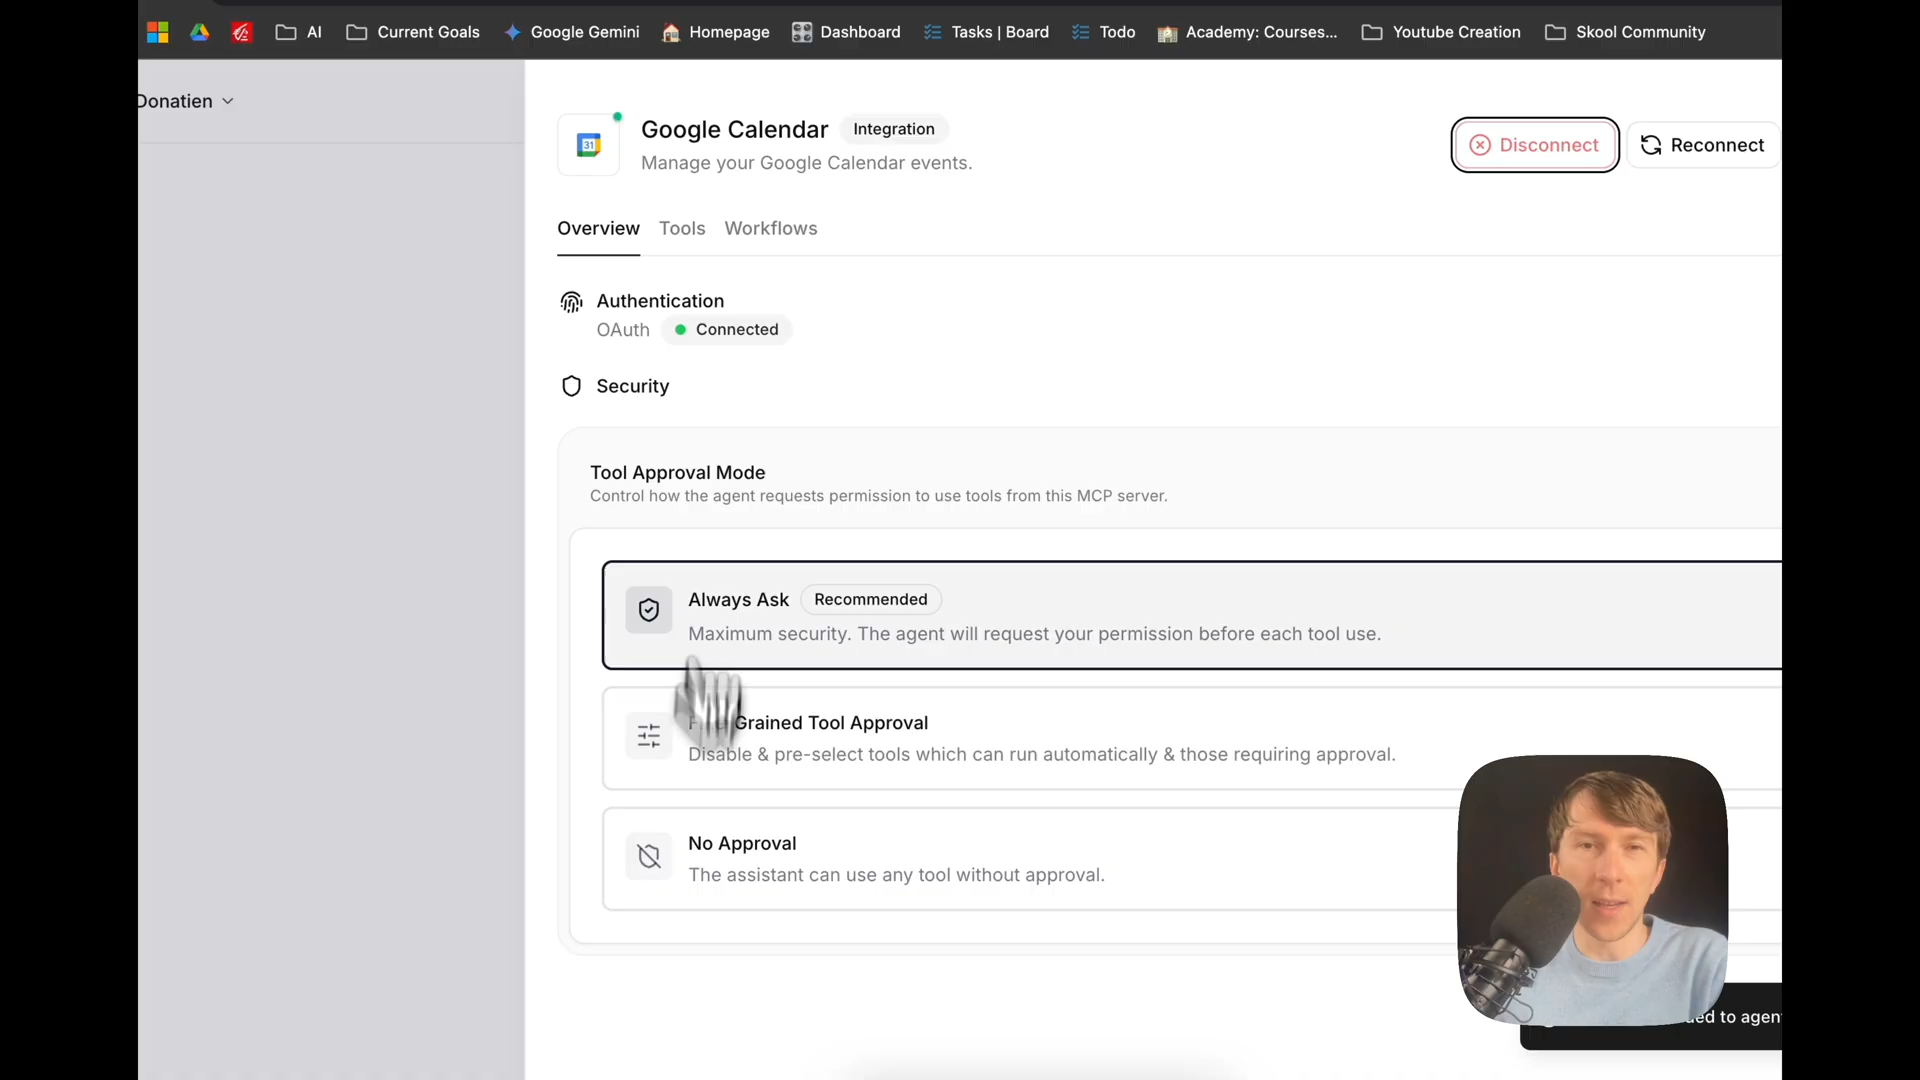 AI
Current Goals
Google Gemini
Homepage
Dashboard
Tasks | Board
Todo
Academy: Courses...
Youtube Creation
Skool Community
Donatien
31
Google Calendar
Integration
Manage your Google Calendar events.
Disconnect
Reconnect
Overview
Tools
Workflows
Authentication
OAuth
Connected
Security
Tool Approval Mode
Control how the agent requests permission to use tools from this MCP server.
Always Ask
Recommended
Maximum security. The agent will request your permission before each tool use.
Grained Tool Approval
Disable & pre-select tools which can run automatically & those requiring approval.
No Approval
The assistant can use any tool without approval.
to agent